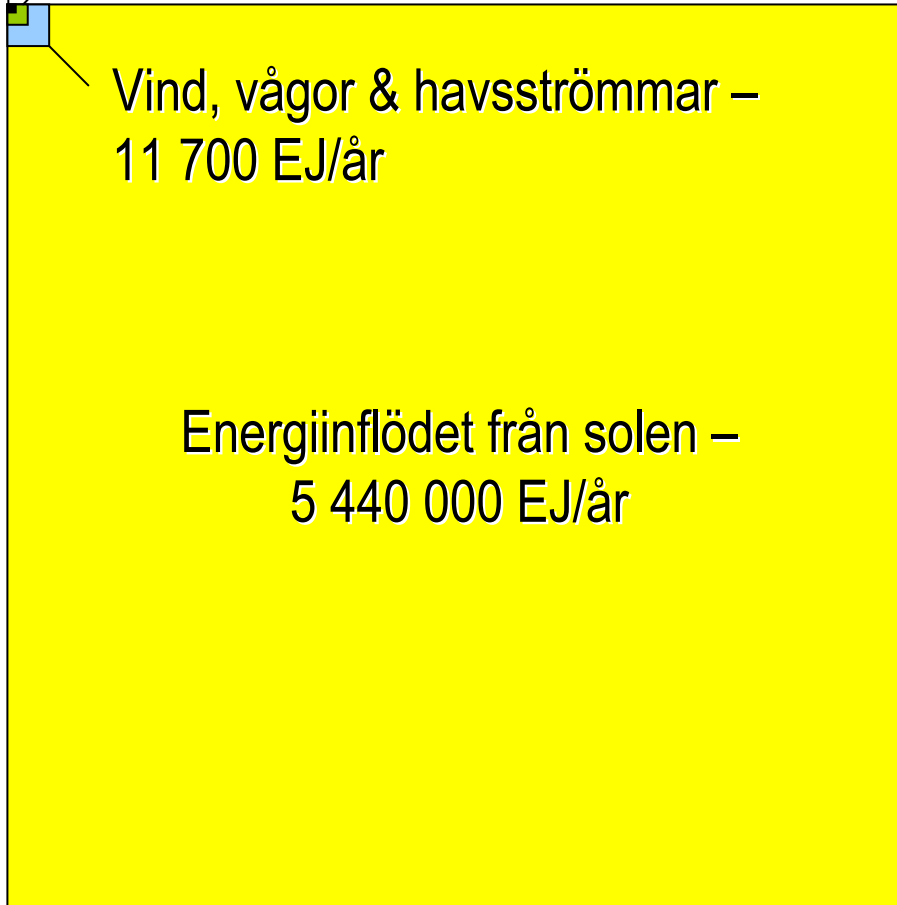 Vind, vågor & havsströmmar –
11 700 EJ/år
Energiinflödet från solen –
5 440 000 EJ/år